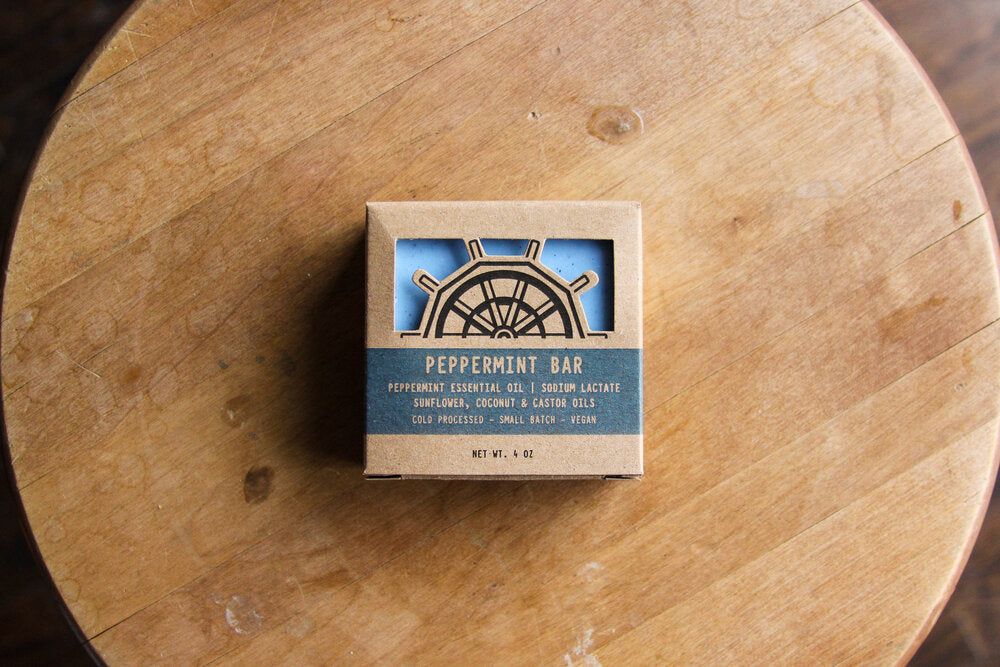 PEPPERMINT BAR
PEPPERMINT ESSENTIAL OIL | SODIUM LACTATE
SUNFLOWER, COCONUT & CASTOR OILS
COLD PROCESSED - SMALL BATCH - VEGAN
NET WT. 4 OZ